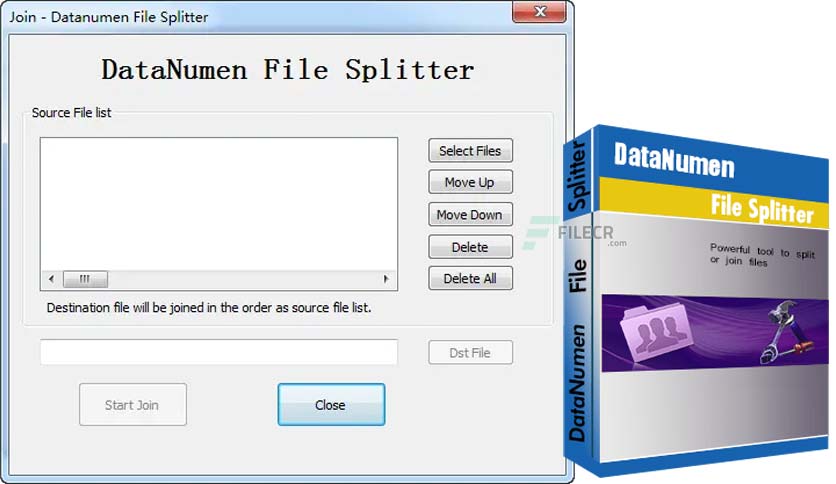 Join - Datanumen File Splitter
DataNumen File Splitter
Source File list
Select Files
Move Up
Move Down
Delete
Delete All
Destination file will be joined in the order as source file list.
Dst File
Start Join
Close
FILECR
.com
DataNumen File Splitter
DataNumen
File Splitter
Powerful tool to split
or join files